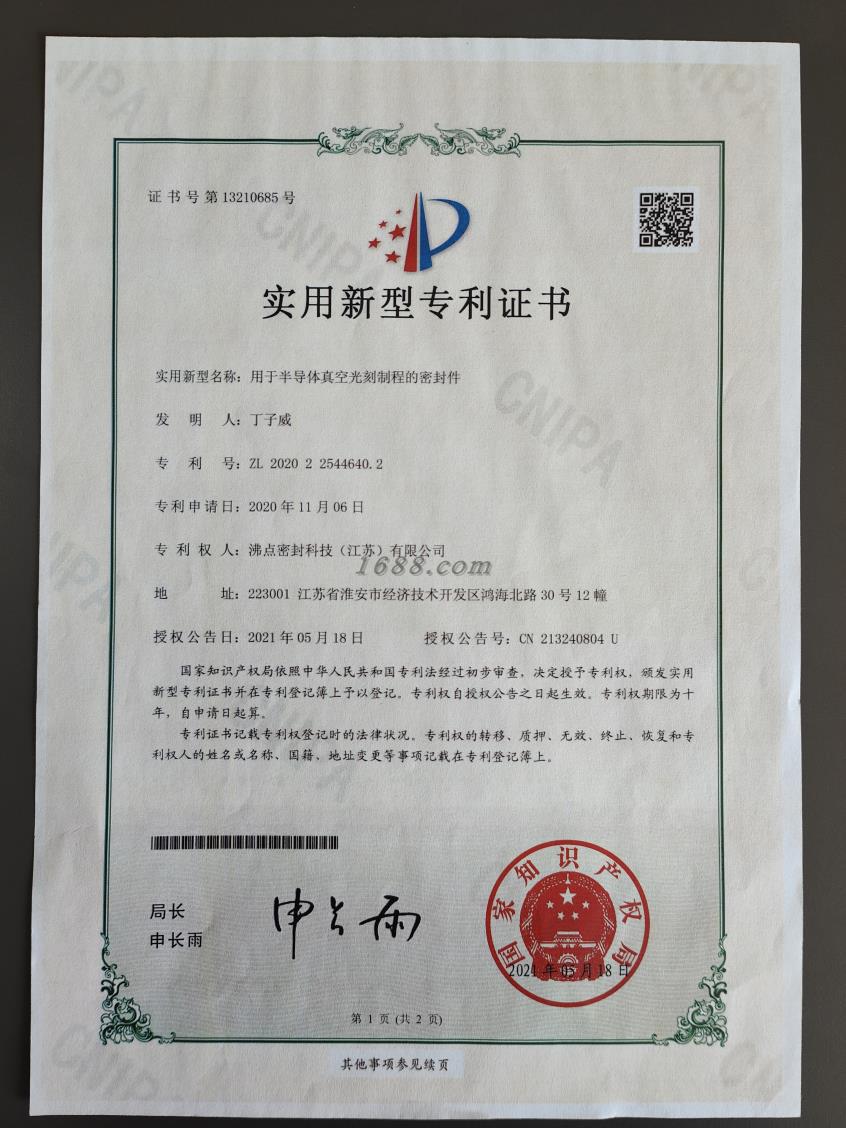 证书号第13210685号
实用新型专利证书
实用新型名称：用于半导体真空光刻制程的密封件
发明人：丁子威
专利号：ZL 2020 2 2544640.2
专利申请日：2020年11月06日
专利权人：沸点密封科技（江苏）有限公司
1688.com
地址：223001 江苏省淮安市经济技术开发区鸿海北路30号12幢
授权公告日：2021年05月18日 授权公告号：CN 213240804 U
国家知识产权局依照中华人民共和国专利法经过初步审查，决定授予专利权，颁发实用
新型专利证书并在专利登记簿上予以登记。专利权自授权公告之日起生效。专利权期限为十
年，自申请日起算。
专利证书记载专利权登记时的法律状况。专利权的转移、质押、无效、终止、恢复和专
利权人的姓名或名称、国籍、地址变更等事项记载在专利登记簿上。
局长
申长雨
申长雨
国家知识产权局
2021年05月18日
第 1 页 (共 2 页)
其他事项参见续页
CNIPA
CNIPA
CNIPA
CNIPA